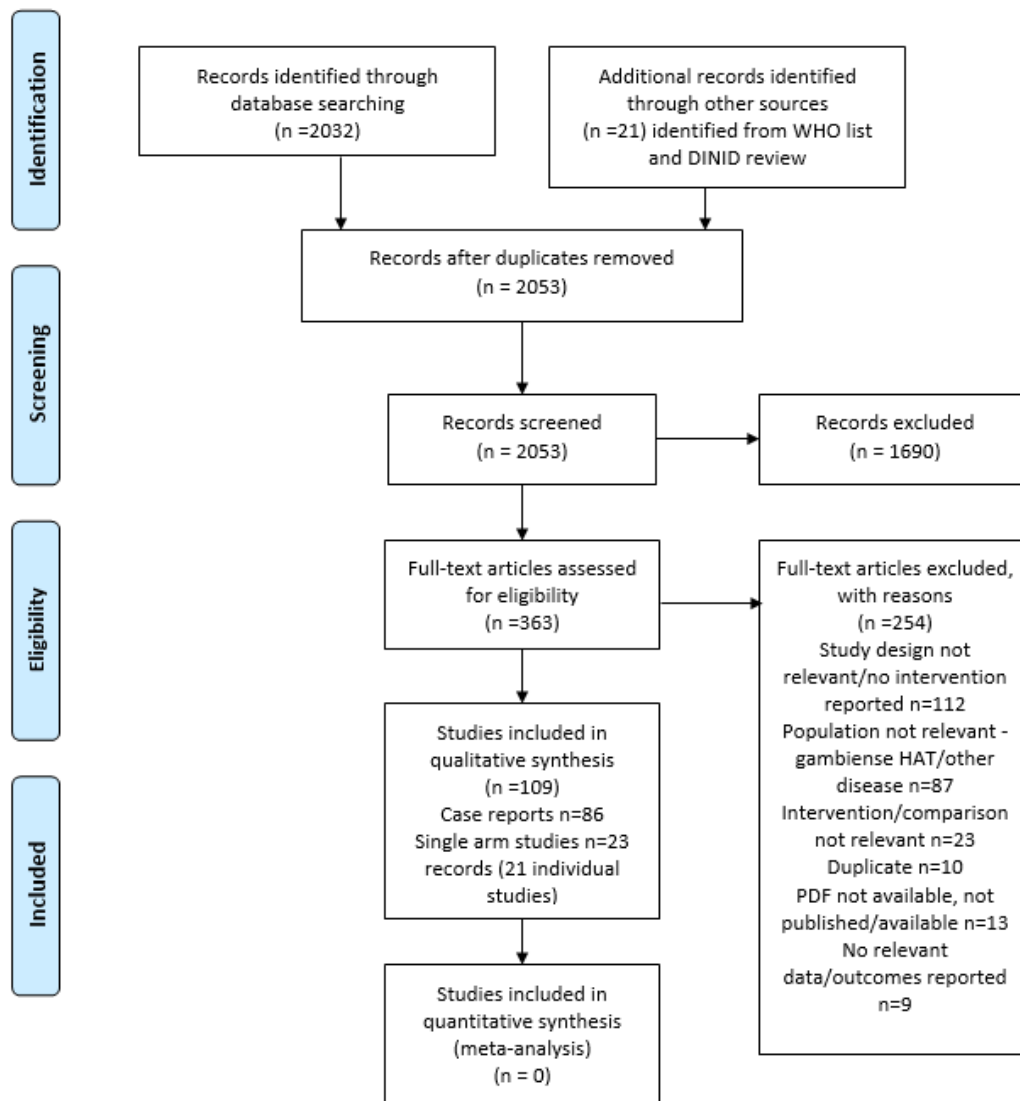 Identification
Records identified through
database searching
(n =2032)
Additional records identified
through other sources
(n =21) identified from WHO list
and DINID review
Records after duplicates removed
(n = 2053)
Screening
Records screened
(n = 2053)
Records excluded
(n = 1690)
Eligibility
Full-text articles assessed
for eligibility
(n =363)
Full-text articles excluded,
with reasons
(n =254)
Study design not
relevant/no intervention
reported n=112
Population not relevant -
gambiense HAT/other
disease n=87
Intervention/comparison
not relevant n=23
Duplicate n=10
PDF not available, not
published/available n=13
No relevant
data/outcomes reported
n=9
Included
Studies included in
qualitative synthesis
(n =109)
Case reports n=86
Single arm studies n=23
records (21 individual
studies)
Studies included in
quantitative synthesis
(meta-analysis)
(n = 0)